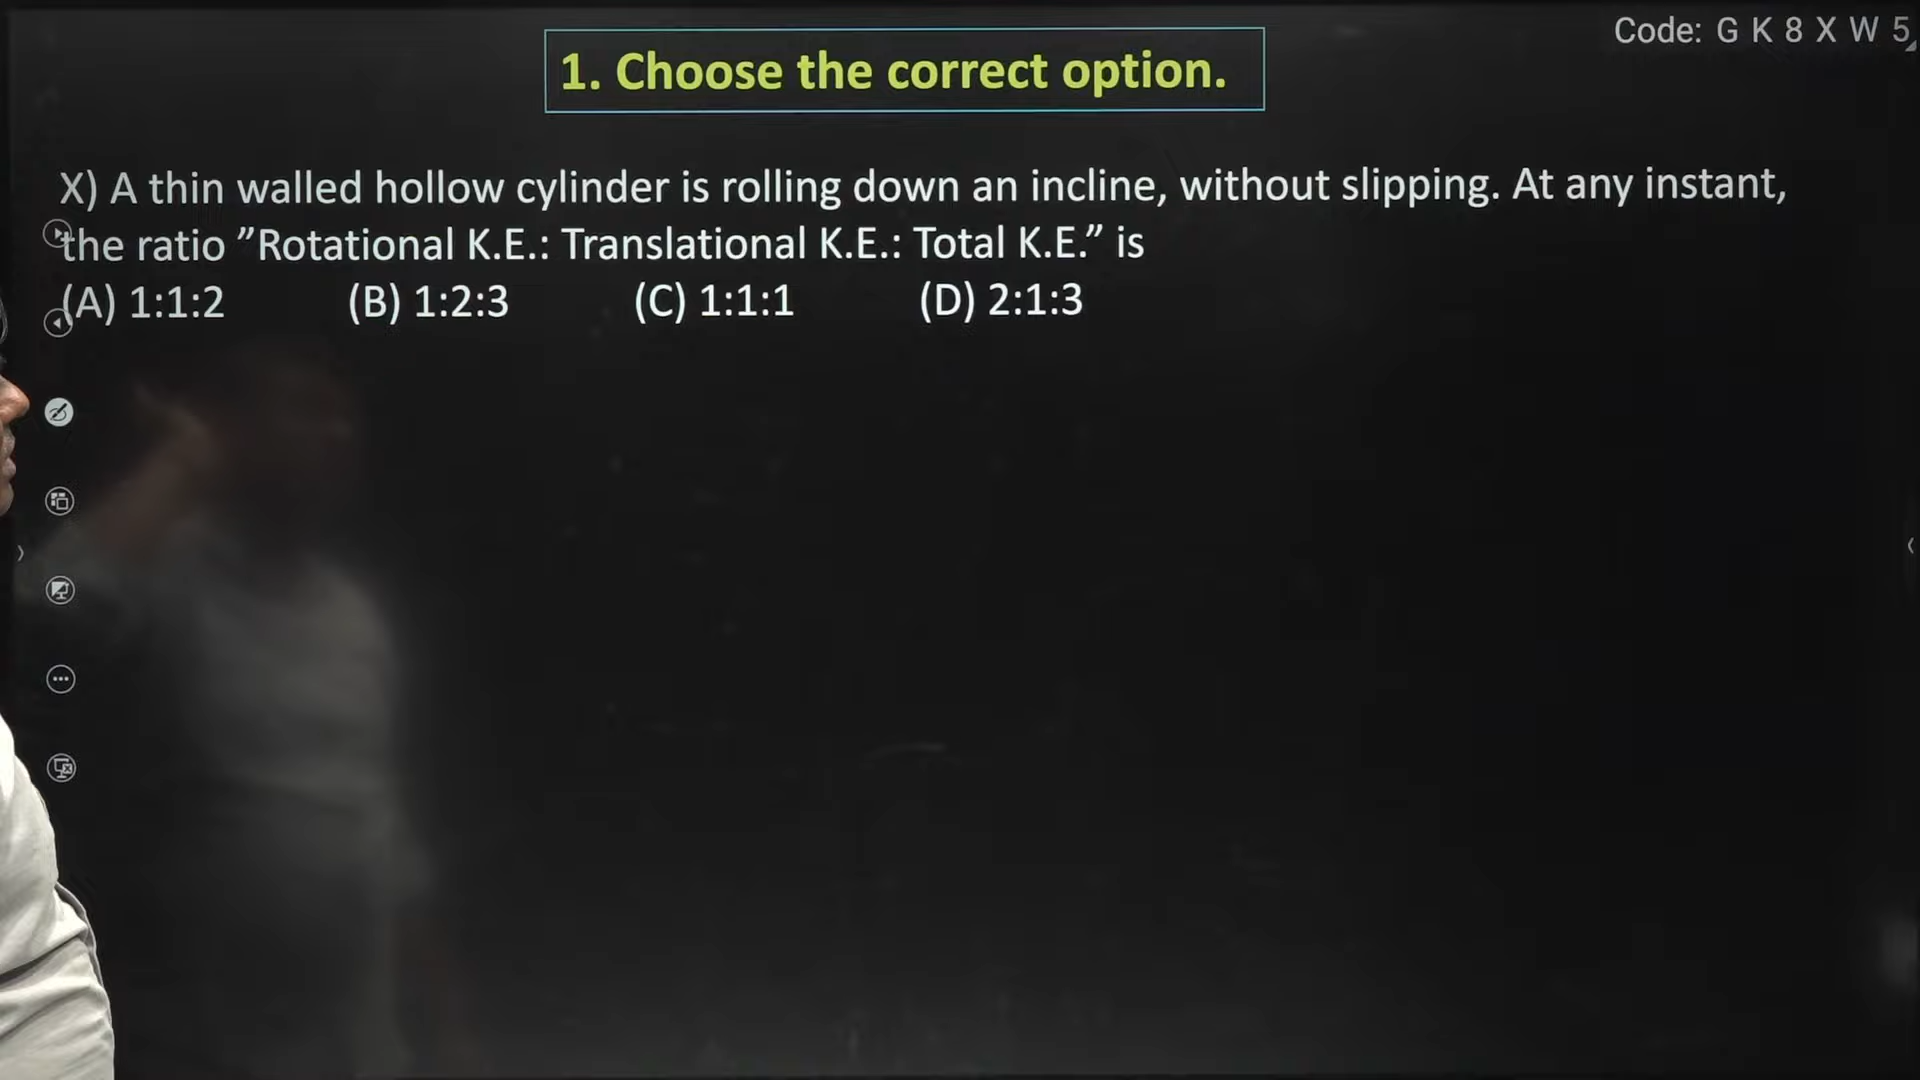 Code: G K 8 X W 5
1. Choose the correct option.
X) A thin walled hollow cylinder is rolling down an incline, without slipping. At any instant,
the ratio ”Rotational K.E.: Translational K.E.: Total K.E.” is
(A) 1:1:2 (B) 1:2:3 (C) 1:1:1 (D) 2:1:3